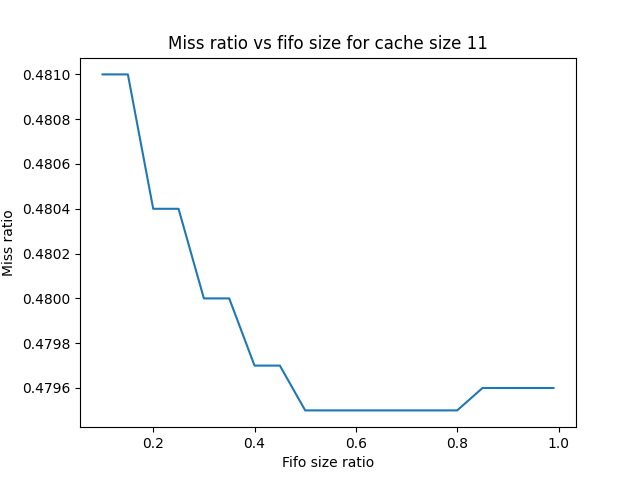 Miss ratio vs fifo size for cache size 11
0.4810
0.4808
0.4806
0.4804
0.4802
0.4800
0.4798
0.4796
Miss ratio
0.2 0.4 0.6 0.8 1.0
Fifo size ratio